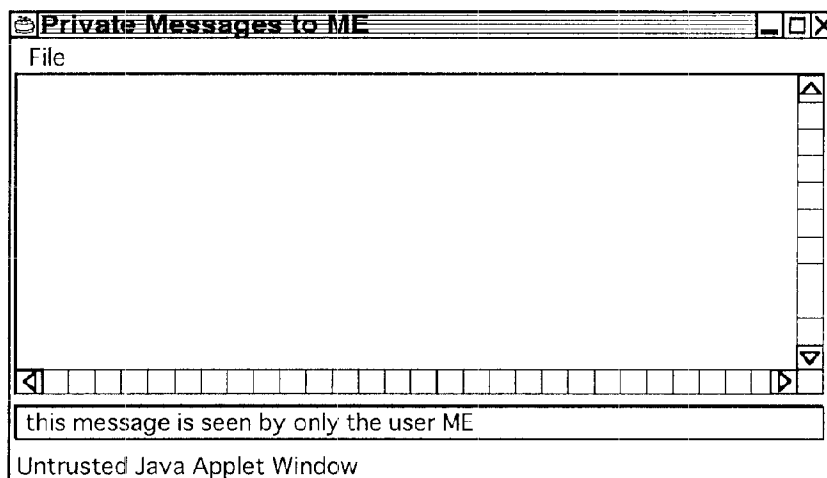 Private Messages to ME
File
this message is seen by only the user ME
Untrusted Java Applet Window